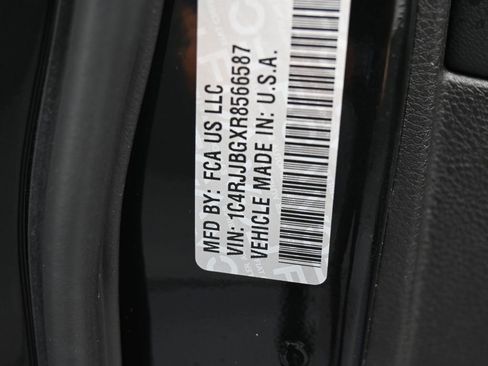 MFD BY: FCA US LLC
VIN: 1C4RJJBGXR8566587
VEHICLE MADE IN: U.S.A.